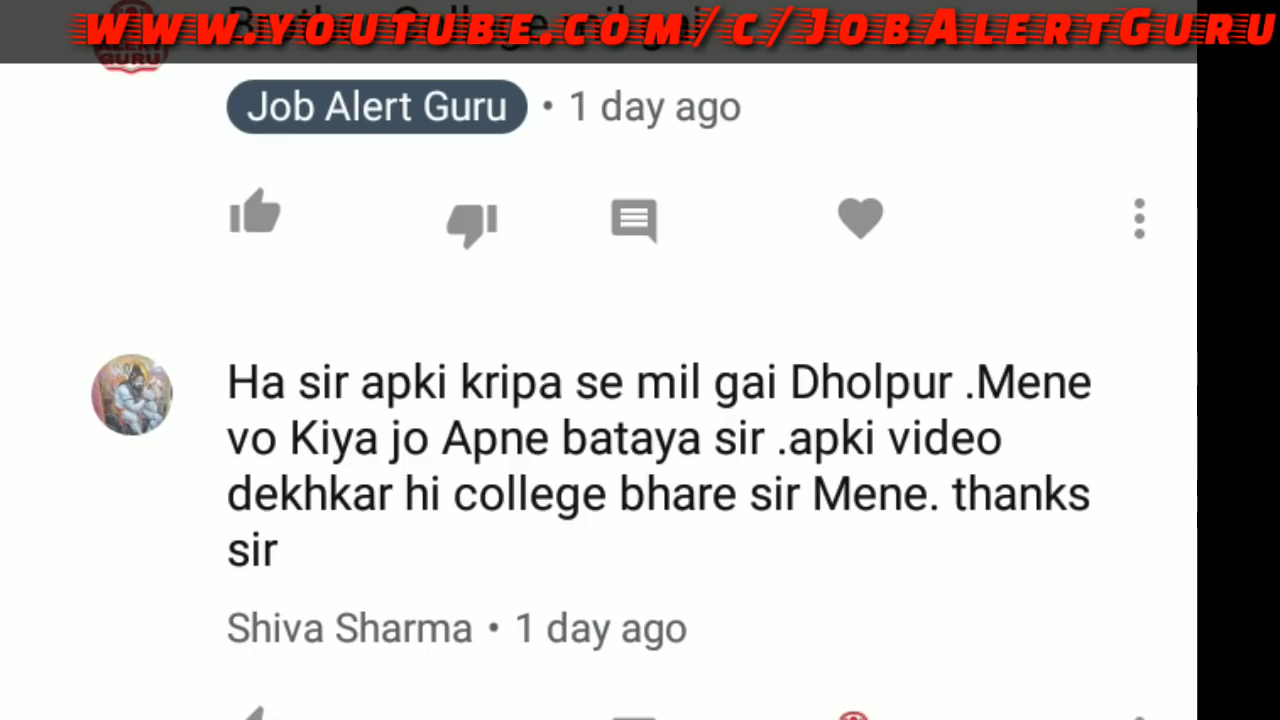 www.youtube.com/c/JobAlertGuru
GURU
Job Alert Guru • 1 day ago
Ha sir apki kripa se mil gai Dholpur .Mene
vo Kiya jo Apne bataya sir .apki video
dekhkar hi college bhare sir Mene. thanks
sir
Shiva Sharma • 1 day ago